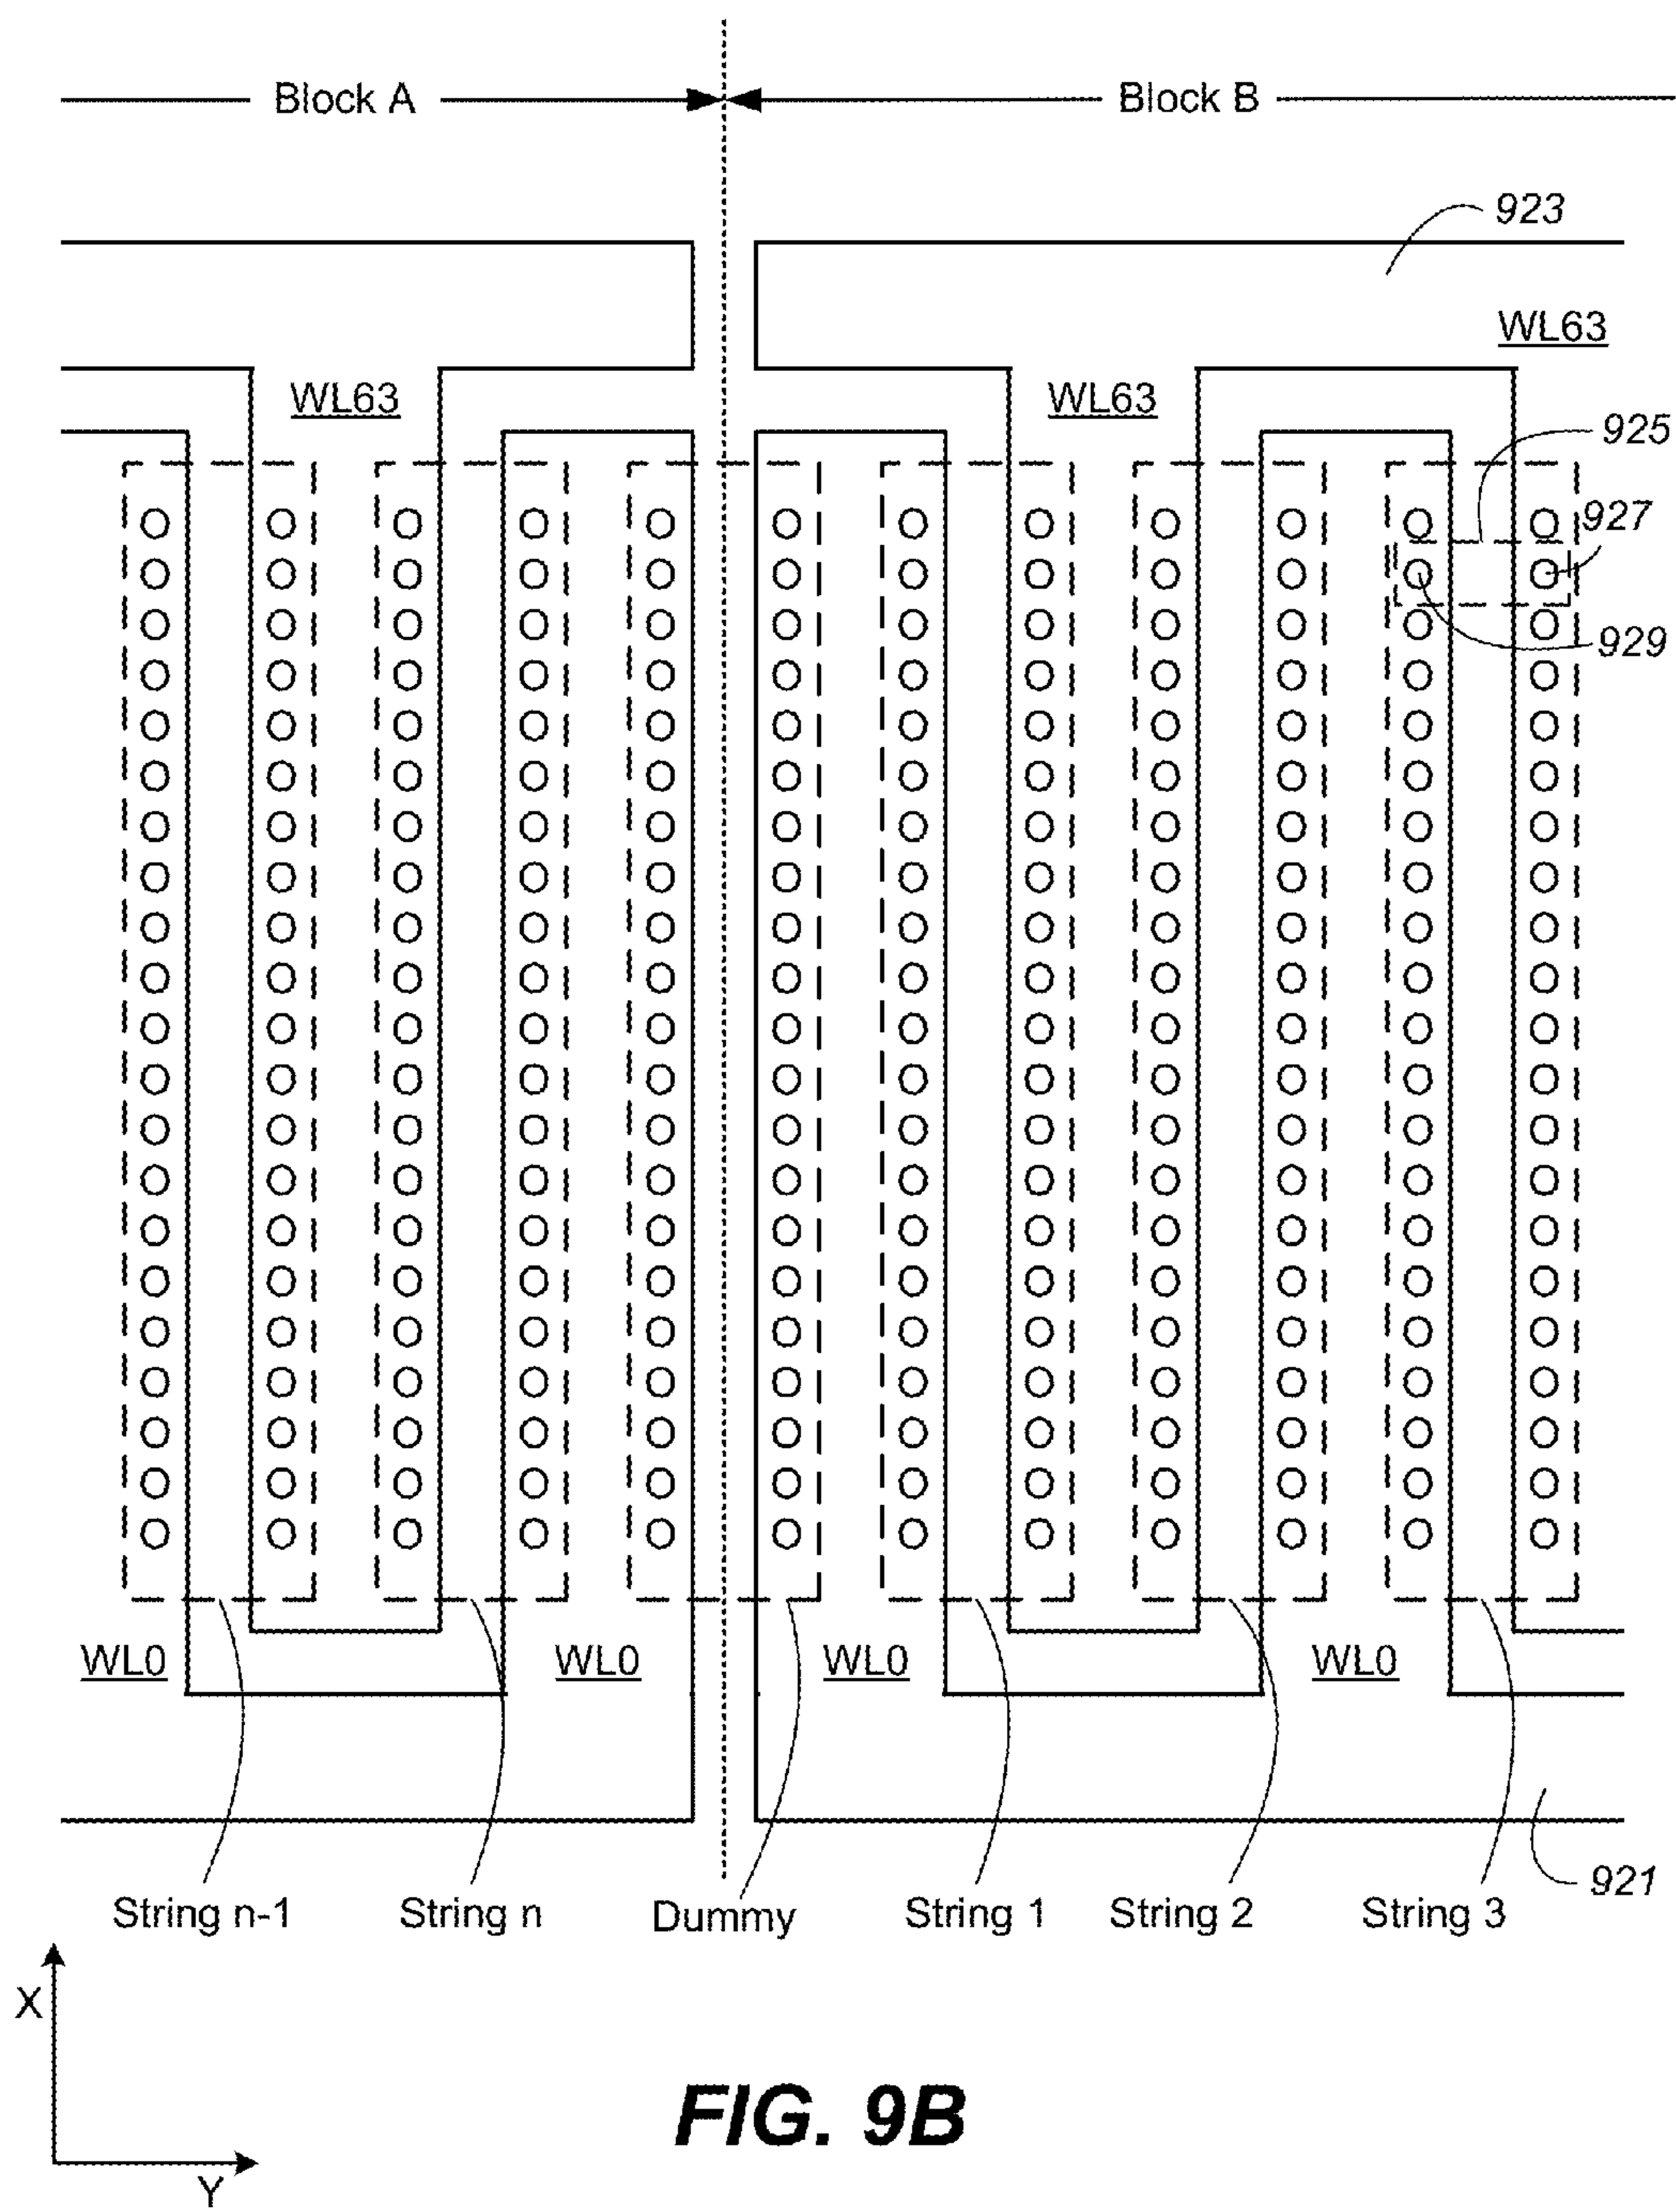 Block A
Block B
923
WL63
WL63
WL63
925
927
929
WL0
WL0
WL0
WL0
921
String n-1
String n
Dummy
String 1
String 2
String 3
X
Y
FIG. 9B